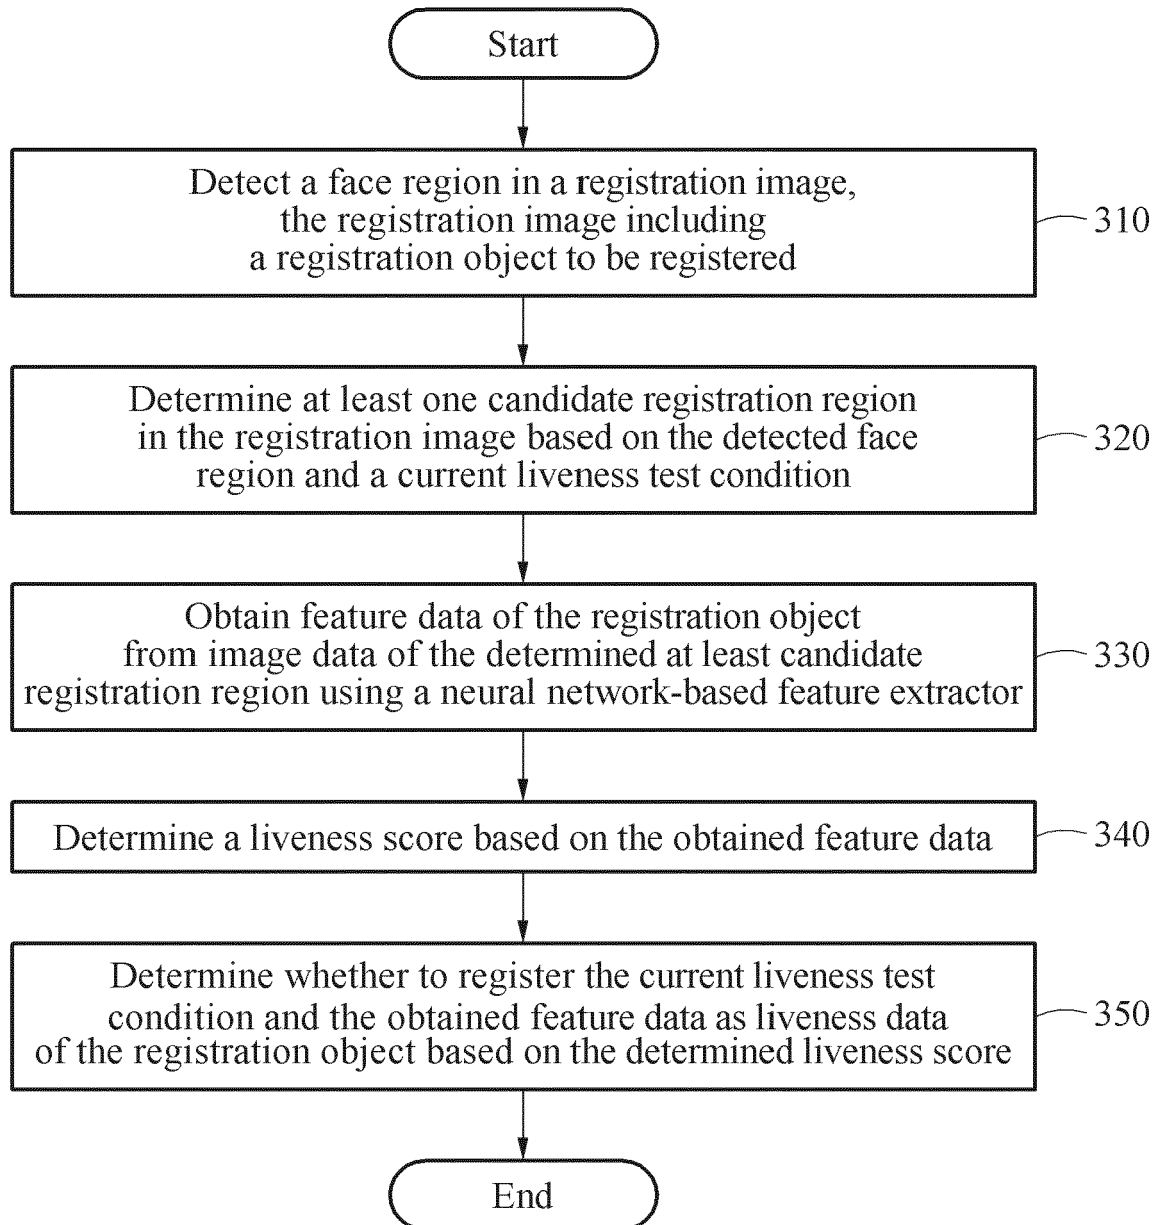 Start
Detect a face region in a registration image,
the registration image including
a registration object to be registered
310
Determine at least one candidate registration region
in the registration image based on the detected face
region and a current liveness test condition
320
Obtain feature data of the registration object
from image data of the determined at least candidate
registration region using a neural network-based feature extractor
330
Determine a liveness score based on the obtained feature data
340
Determine whether to register the current liveness test
condition and the obtained feature data as liveness data
of the registration object based on the determined liveness score
350
End